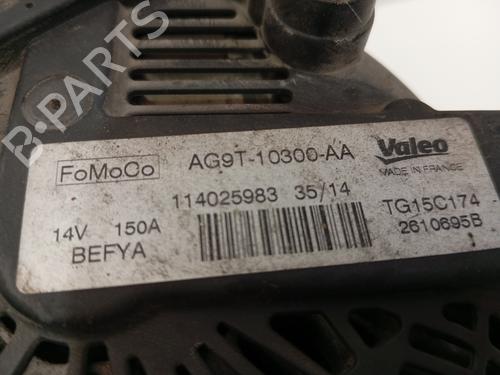 B-PARTS
FoMoCo
AG9T-10300-AA
Valeo
MADE IN FRANCE
114025983 35/14
14V 150A
TG15C174
BEFYA
2610695B